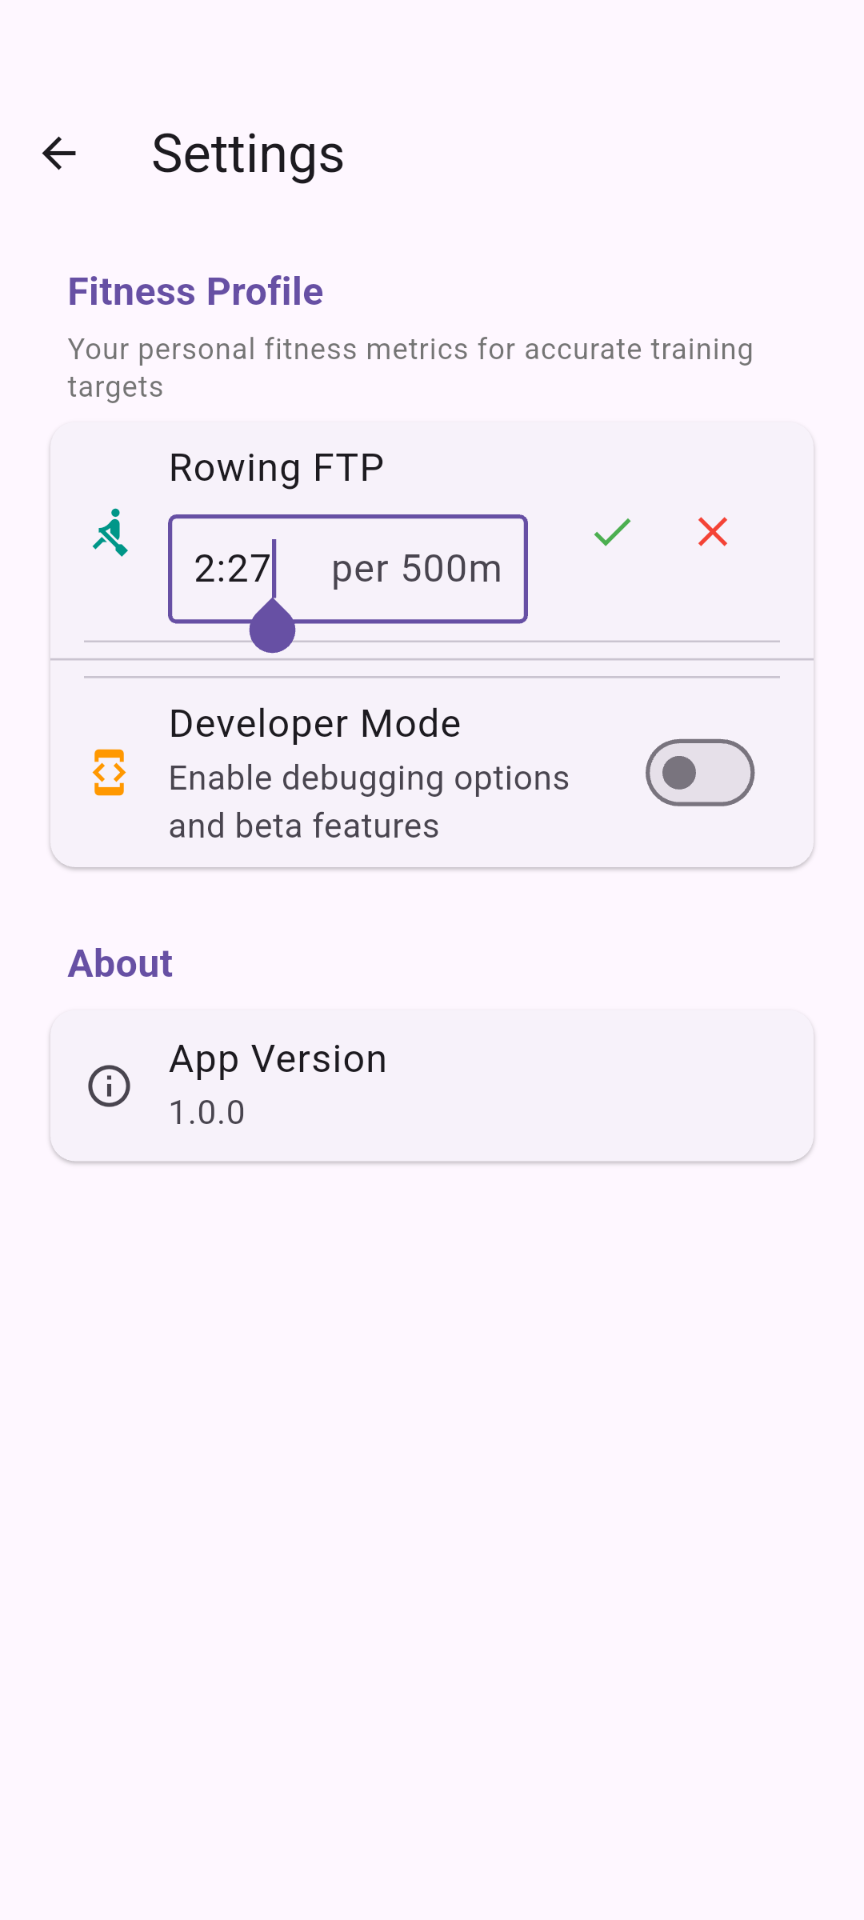 Settings
Fitness Profile
Your personal fitness metrics for accurate training
targets
Rowing FTP
2:27 per 500m
Developer Mode
Enable debugging options
and beta features
About
App Version
1.0.0